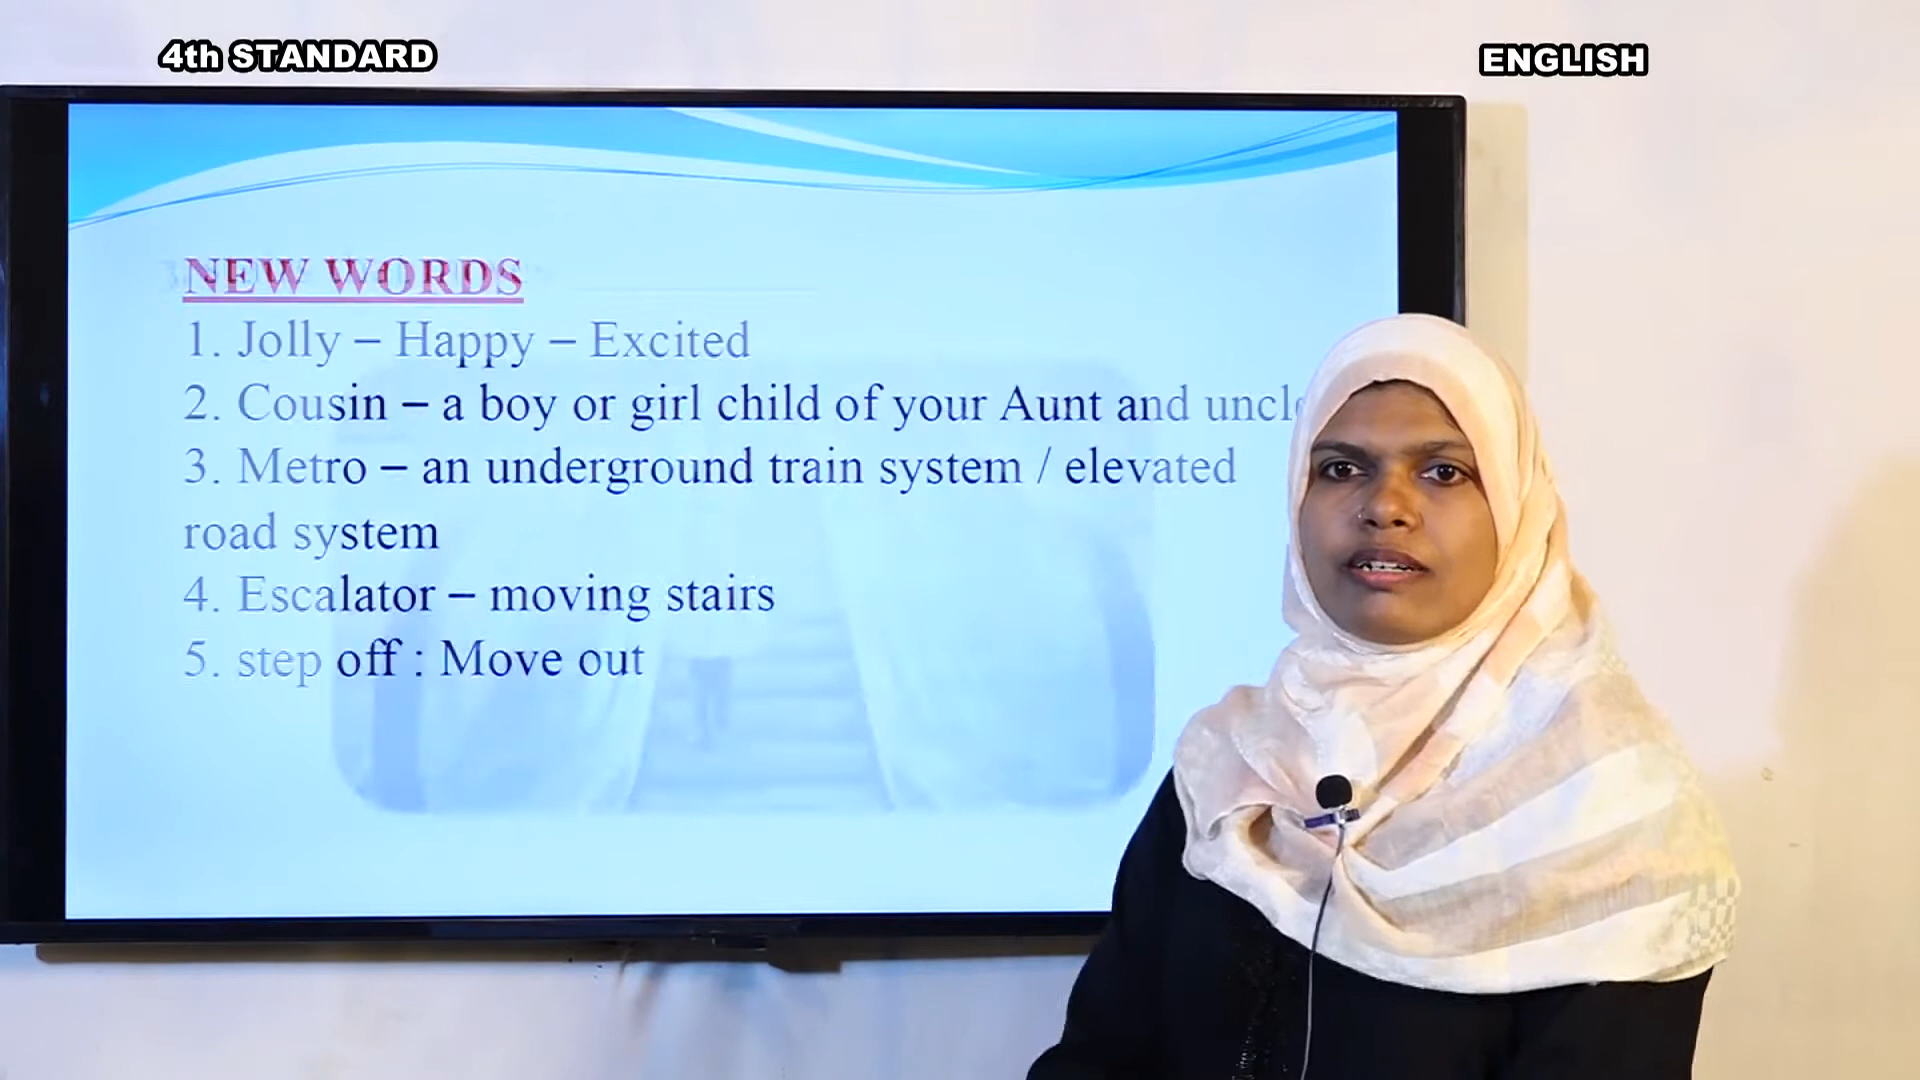 4th STANDARD
ENGLISH
NEW WORDS
1. Jolly – Happy – Excited
2. Cousin – a boy or girl child of your Aunt and uncle
3. Metro – an underground train system / elevated
road system
4. Escalator – moving stairs
5. step off : Move out